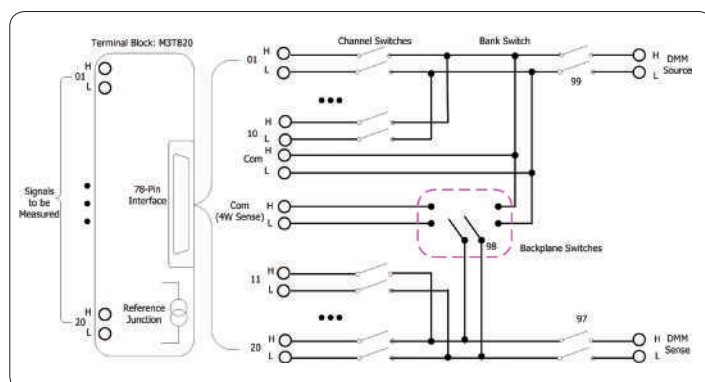 Terminal Block: M3TB20
H
01
L
Signals
to be
Measured
78-Pin
Interface
Reference
Junction
H
20
L
Channel Switches
Bank Switch
H
01
L
H
10
L
H
Com
L
H
Com
(4W Sense)
L
H
11
L
H
20
L
99
H
DMM
L
Source
98
Backplane Switches
97
H
DMM
L
Sense